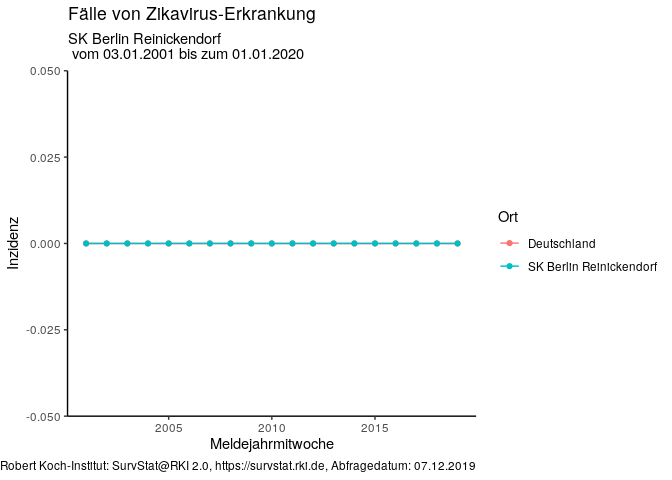 Fälle von Zikavirus-Erkrankung
SK Berlin Reinickendorf
vom 03.01.2001 bis zum 01.01.2020
0.050
0.025
0.000
-0.025
-0.050
Inzidenz
2005 2010 2015
Meldejahrmitwoche
Ort
Deutschland
SK Berlin Reinickendorf
Robert Koch-Institut: SurvStat@RKI 2.0, https://survstat.rki.de, Abfragedatum: 07.12.2019